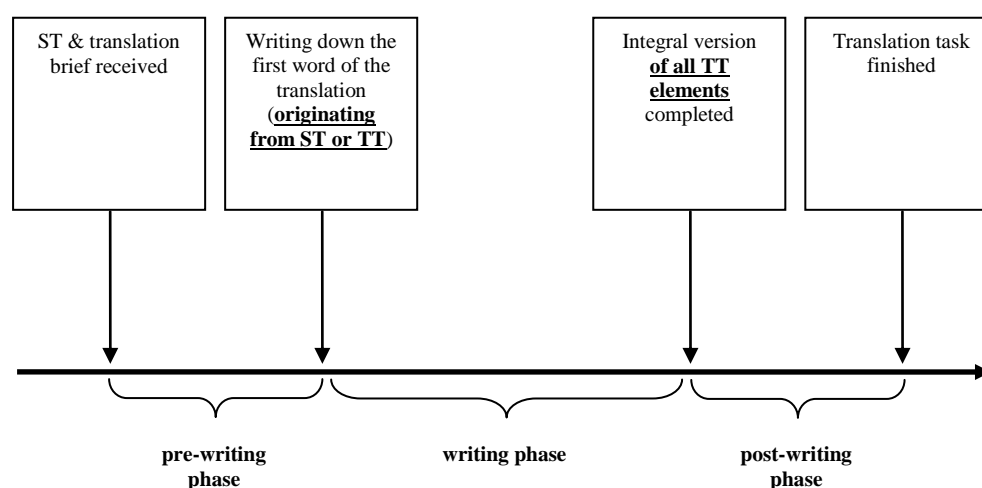 ST & translation
brief received
Writing down the
first word of the
translation
(originating
from ST or TT)
Integral version
of all TT
elements
completed
Translation task
finished
pre-writing
phase
writing phase
post-writing
phase